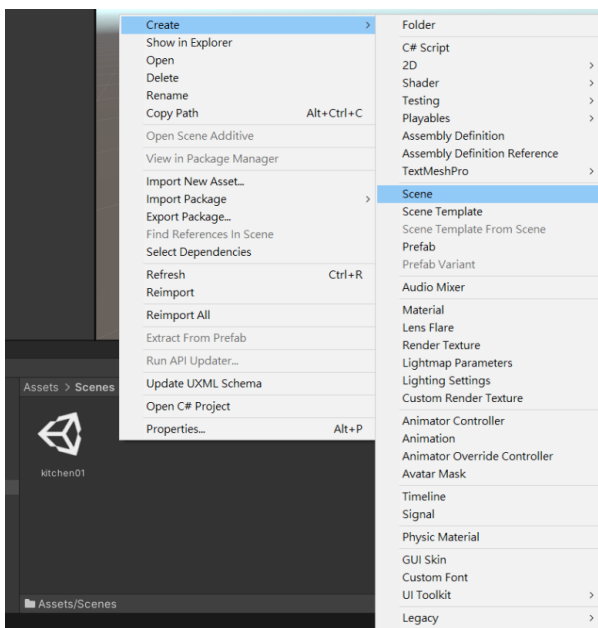 Create
Show in Explorer
Open
Delete
Rename
Copy Path Alt+Ctrl+C
Open Scene Additive
View in Package Manager
Import New Asset...
Import Package
Export Package...
Find References In Scene
Select Dependencies
Refresh Ctrl+R
Reimport
Reimport All
Extract From Prefab
Run API Updater...
Update UXML Schema
Open C# Project
Properties... Alt+P
Folder
C# Script
2D
Shader
Testing
Playables
Assembly Definition
Assembly Definition Reference
TextMeshPro
Scene
Scene Template
Scene Template From Scene
Prefab
Prefab Variant
Audio Mixer
Material
Lens Flare
Render Texture
Lightmap Parameters
Lighting Settings
Custom Render Texture
Animator Controller
Animation
Animator Override Controller
Avatar Mask
Timeline
Signal
Physic Material
GUI Skin
Custom Font
UI Toolkit
Legacy
Assets > Scenes
kitchen01
Assets/Scenes